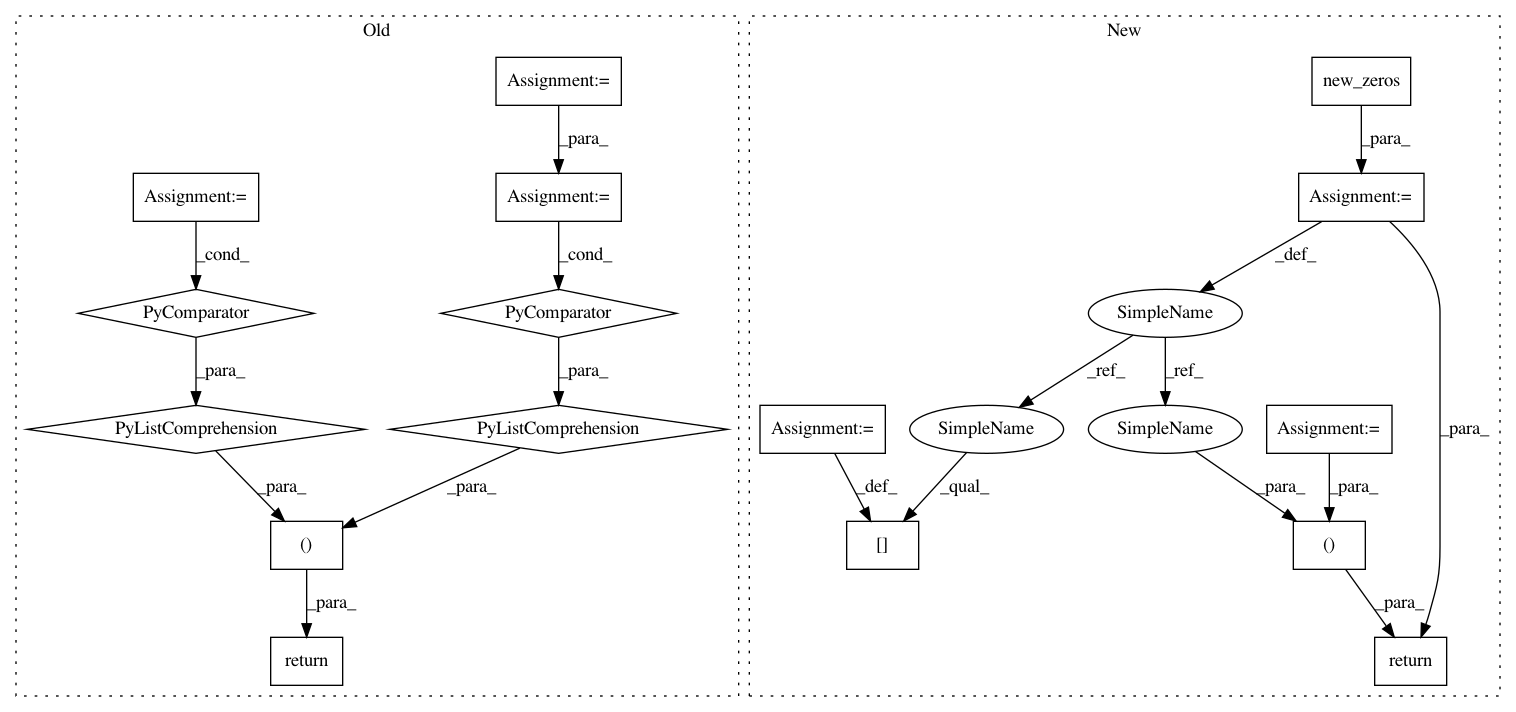 Old
New
Assignment:=
new_zeros
_para_
_para_
Assignment:=
Assignment:=
Assignment:=
_cond_
_cond_
_def_
PyComparator
PyComparator
SimpleName
_para_
_para_
_ref_
_ref_
PyListComprehension
PyListComprehension
Assignment:=
SimpleName
SimpleName
Assignment:=
_para_
_para_
_para_
_def_
_qual_
_para_
_para_
()
[]
()
_para_
_para_
return
return